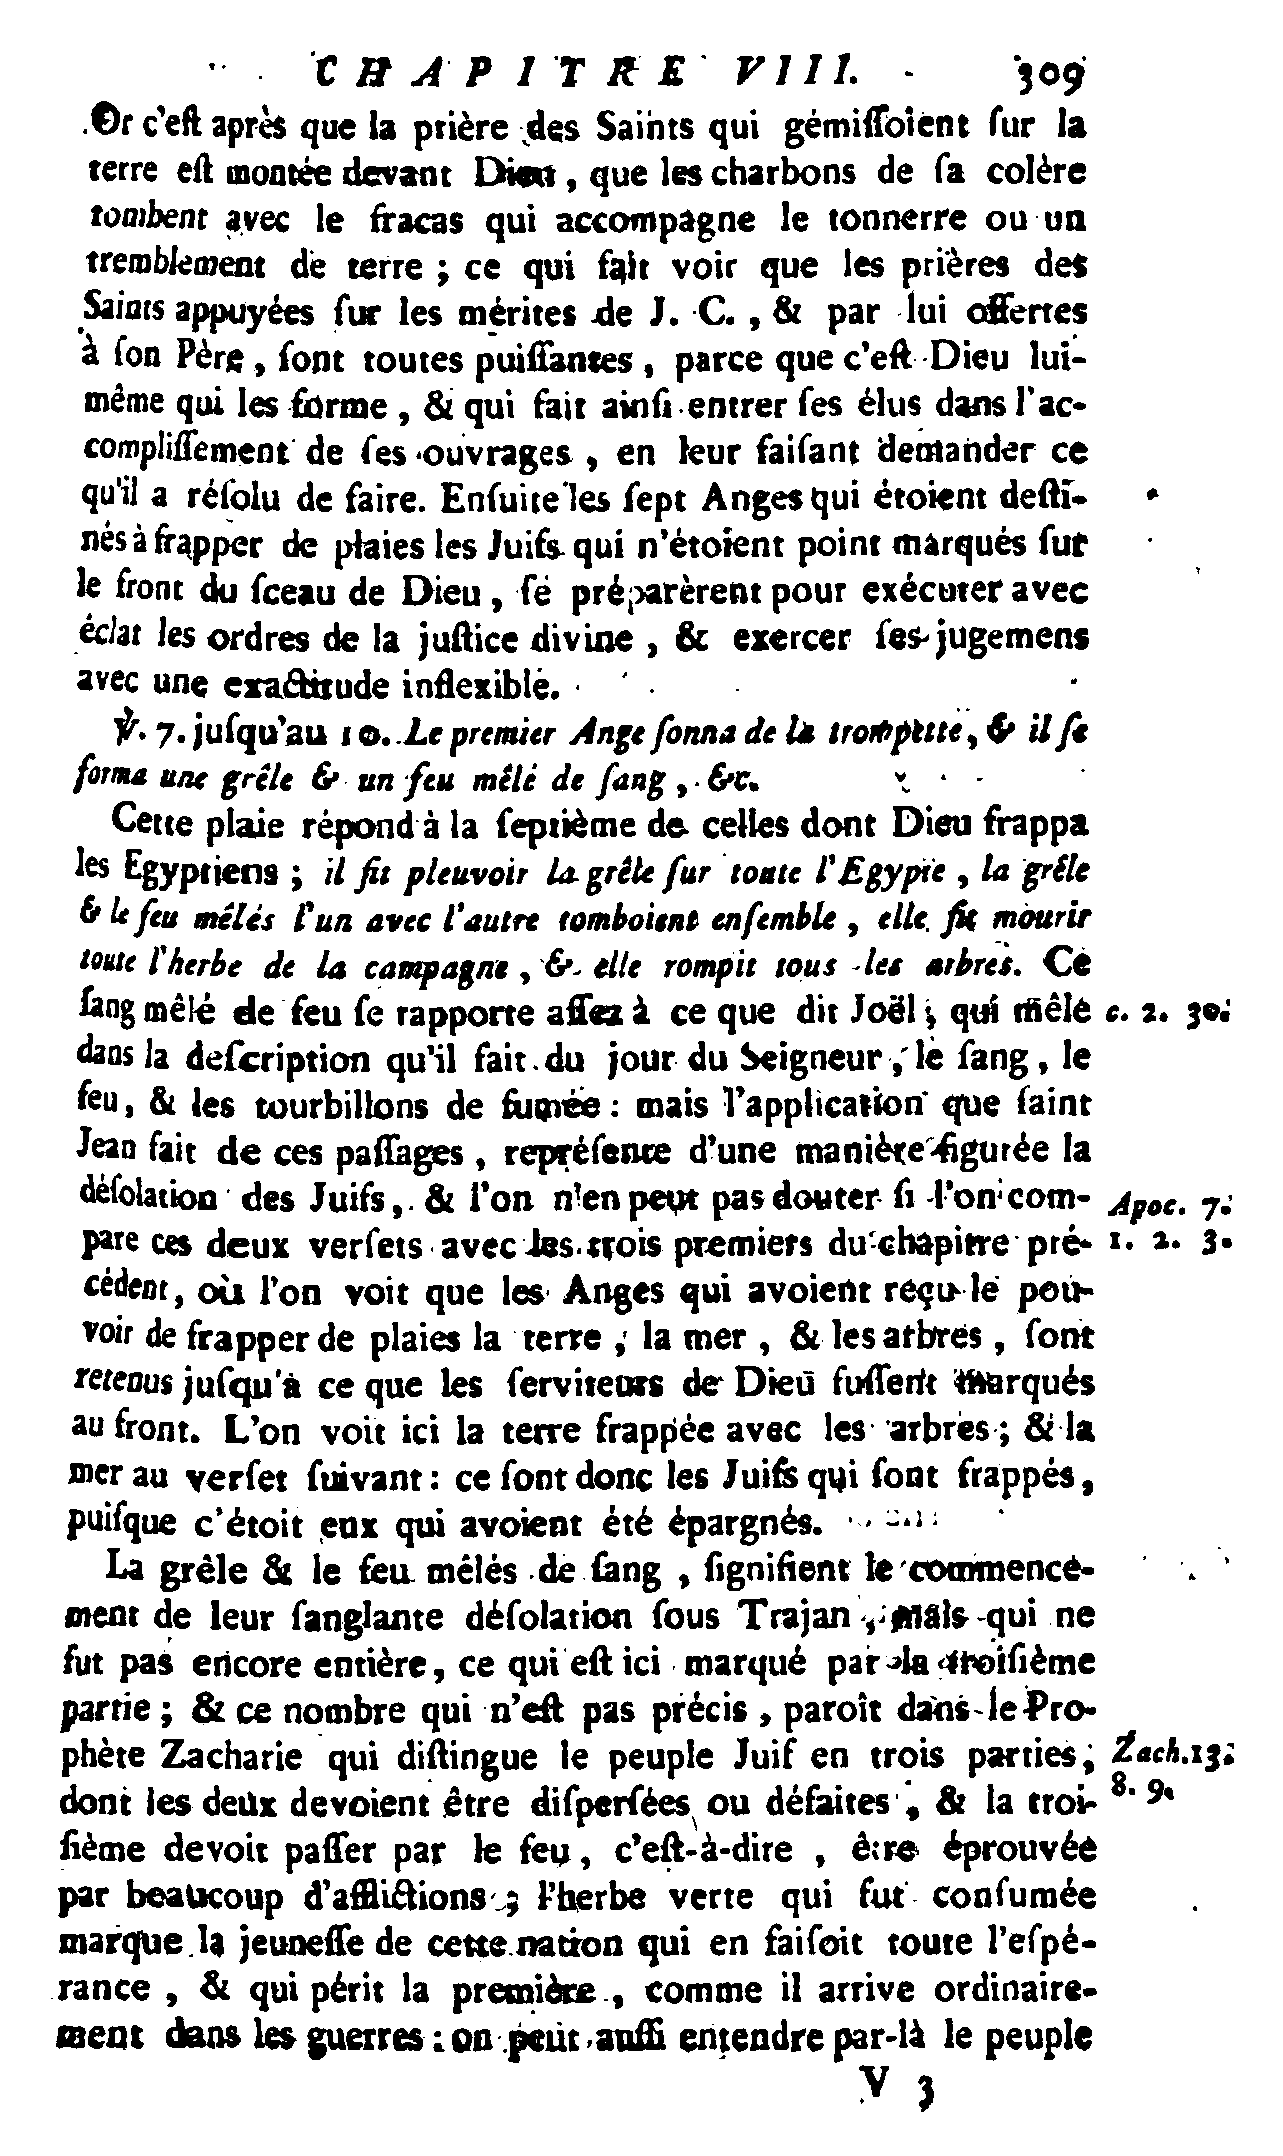 CHAPITRE VIII. 309
Or c'eſt après que la prière des Saints qui gémiſſoient ſur la
terre eſt montée devant Dieu, que les charbons de ſa colère
tombent avec le fracas qui accompagne le tonnerre ou un
tremblement de terre ; ce qui fait voir que les prières des
Saints appuyées ſur les mérites de J. C. , & par lui offertes
à ſon Père , ſont toutes puiſſantes , parce que c'eſt Dieu lui-
même qui les forme , & qui fait ainſi entrer ſes élus dans l'ac-
compliſſement de ſes ouvrages , en leur faiſant demander ce
qu'il a réſolu de faire. Enſuite les ſept Anges qui étoient deſti-
nés à frapper de plaies les Juifs qui n'étoient point marqués ſur
le front du ſceau de Dieu , ſe préparèrent pour exécuter avec
éclat les ordres de la juſtice divine , & exercer ſes jugemens
avec une exactitude inflexible.
℣. 7. juſqu'au 10. Le premier Ange ſonna de la trompette, & il ſe
forma une grêle & un feu mêlé de ſang , &c.
Cette plaie répond à la ſeptième de celles dont Dieu frappa
les Egyptiens ; il fit pleuvoir la grêle ſur toute l'Egypte , la grêle
& le feu mêlés l'un avec l'autre tomboient enſemble , elle fit mourir
toute l'herbe de la campagne , & elle rompit tous les arbres. Ce
ſang mêlé de feu ſe rapporte aſſez à ce que dit Joël , qui mêle c. 2. 30.
dans la deſcription qu'il fait du jour du Seigneur , le ſang , le
feu , & les tourbillons de fumée : mais l'application que ſaint
Jean fait de ces paſſages , repréſente d'une manière figurée la
déſolation des Juifs , & l'on n'en peut pas douter ſi l'on com- Apoc. 7.
pare ces deux verſets avec les trois premiers du chapitre pré- 1. 2. 3.
cédent, où l'on voit que les Anges qui avoient reçu le pou-
voir de frapper de plaies la terre , la mer , & les arbres , ſont
retenus juſqu'à ce que les ſerviteurs de Dieu fuſſent marqués
au front. L'on voit ici la terre frappée avec les arbres ; & la
mer au verſet ſuivant : ce ſont donc les Juifs qui ſont frappés ,
puiſque c'étoit eux qui avoient été épargnés.
La grêle & le feu mêlés de ſang , ſignifient le commence-
ment de leur ſanglante déſolation ſous Trajan , mais qui ne
fut pas encore entière , ce qui eſt ici marqué par la troiſième
partie ; & ce nombre qui n'eſt pas précis , paroît dans le Pro-
phète Zacharie qui diſtingue le peuple Juif en trois parties , Zach. 13.
dont les deux devoient être diſperſées ou défaites , & la troi- 8. 9.
ſième devoit paſſer par le feu , c'eſt-à-dire , être éprouvée
par beaucoup d'afflictions ; l'herbe verte qui fut conſumée
marque la jeuneſſe de cette nation qui en faiſoit toute l'eſpé-
rance , & qui périt la première , comme il arrive ordinaire-
ment dans les guerres : on peut auſſi entendre par-là le peuple
V 3